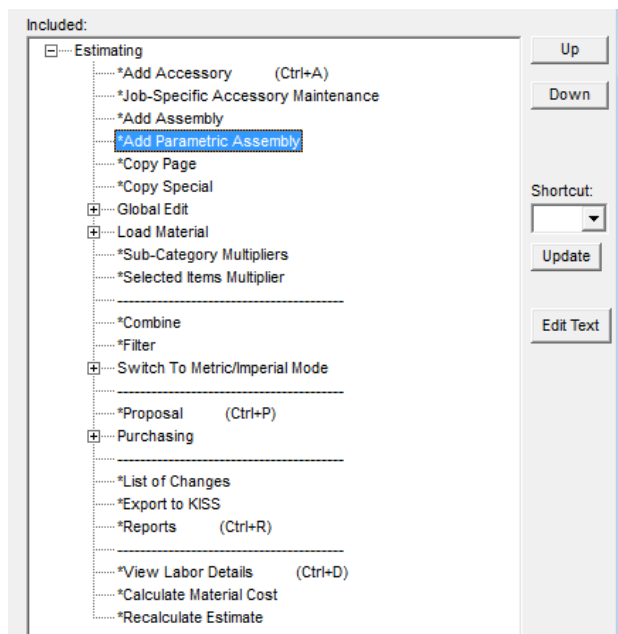 Included:
Estimating
*Add Accessory (Ctrl+A)
*Job-Specific Accessory Maintenance
*Add Assembly
*Add Parametric Assembly
*Copy Page
*Copy Special
Global Edit
Load Material
*Sub-Category Multipliers
*Selected Items Multiplier
----------------------------------------
*Combine
*Filter
Switch To Metric/Imperial Mode
----------------------------------------
*Proposal (Ctrl+P)
Purchasing
----------------------------------------
*List of Changes
*Export to KISS
*Reports (Ctrl+R)
----------------------------------------
*View Labor Details (Ctrl+D)
*Calculate Material Cost
*Recalculate Estimate
Up
Down
Shortcut:
Update
Edit Text